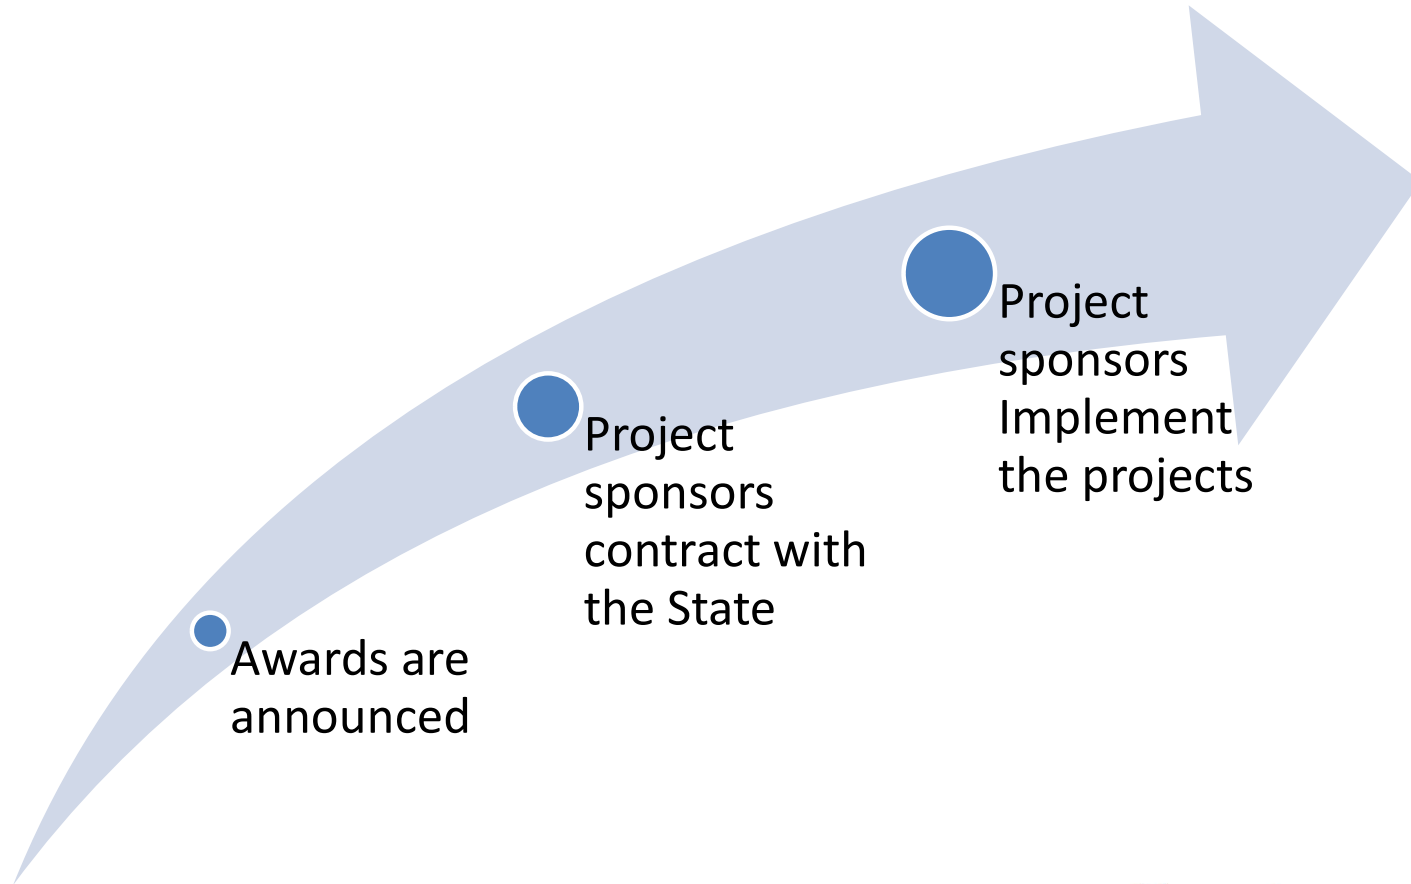 Awards are
announced
Project
sponsors
contract with
the State
Project
sponsors
Implement
the projects